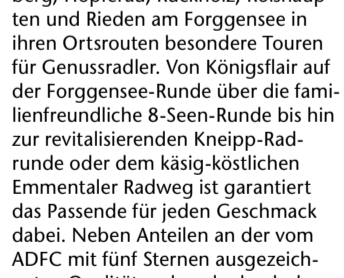 ten und Rieden am Forggensee in
ihren Ortsrouten besondere Touren
für Genussradler. Von Königsflair auf
der Forggensee-Runde über die fami-
lienfreundliche 8-Seen-Runde bis hin
zur revitalisierenden Kneipp-Rad-
runde oder dem käsig-köstlichen
Emmentaler Radweg ist garantiert
das Passende für jeden Geschmack
dabei. Neben Anteilen an der vom
ADFC mit fünf Sternen ausgezeich-